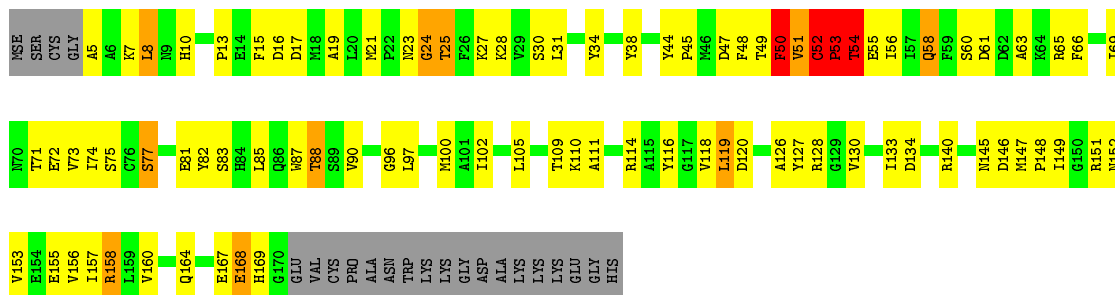 MSE SER CYS GLY A5 A6 K7 L8 N9 H10 P13 E14 F15 D16 D17 M18 A19 L20 M21 P22 N23 G24 T25 F26 K27 K28 V29 S30 L31 Y34 Y38 Y44 P45 M46 D47 F48 T49 F50 V51 C52 P53 T54 E55 I56 I57 Q58 F59 S60 D61 D62 A63 K64 R65 F66 I69
N70 T71 E72 V73 I74 S75 C76 S77 E81 Y82 S83 H84 L85 Q86 W87 T88 S89 V90 G96 L97 M100 A101 I102 L105 T109 K110 A111 R114 A115 Y116 G117 V118 L119 D120 A126 Y127 R128 G129 V130 I133 D134 R140 N145 D146 M147 P148 I149 G150 R151 N152
V153 E154 E155 V156 I157 R158 L159 V160 Q164 E167 E168 H169 G170 GLU VAL CYS PRO ALA ASN TRP LYS LYS GLY ASP ALA LYS LYS LYS GLU GLY HIS